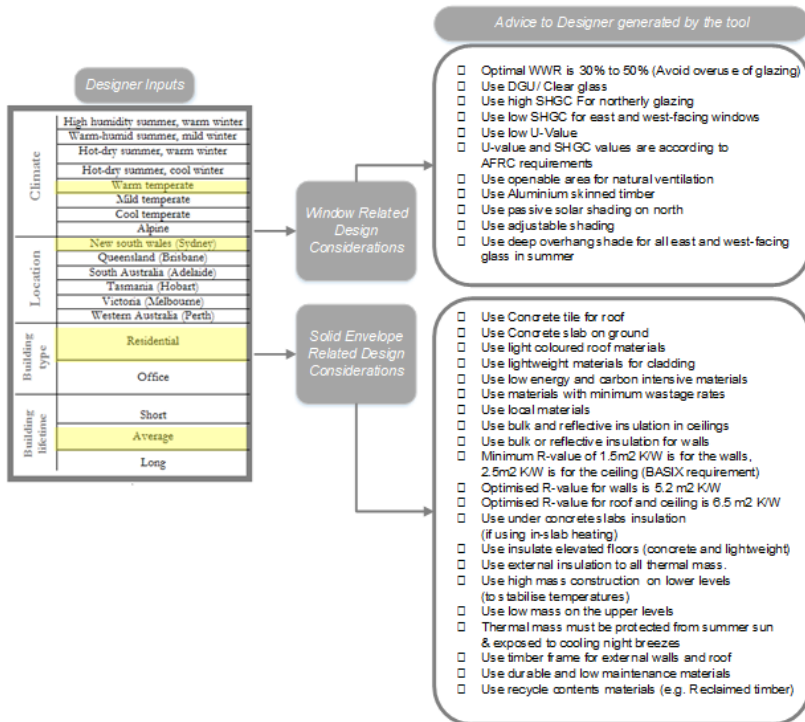 Advice to Designer generated by the tool
Designer Inputs
Climate
High humidity summer, warm winter
Warm-humid summer, mild winter
Hot-dry summer, warm winter
Hot-dry summer, cool winter
Warm temperate
Mild temperate
Cool temperate
Alpine
Location
New south wales (Sydney)
Queensland (Brisbane)
South Australia (Adelaide)
Tasmania (Hobart)
Victoria (Melbourne)
Western Australia (Perth)
Building
type
Residential
Office
Building
lifetime
Short
Average
Long
Window Related
Design
Considerations
Solid Envelope
Related Design
Considerations
Optimal WWR is 30% to 50% (Avoid overuse of glazing)
Use DGU/ Clear glass
Use high SHGC For northerly glazing
Use low SHGC for east and west-facing windows
Use low U-Value
U-value and SHGC values are according to
AFRC requirements
Use openable area for natural ventilation
Use Aluminium skinned timber
Use passive solar shading on north
Use adjustable shading
Use deep overhang shade for all east and west-facing
glass in summer
Use Concrete tile for roof
Use Concrete slab on ground
Use light coloured roof materials
Use lightweight materials for cladding
Use low energy and carbon intensive materials
Use materials with minimum wastage rates
Use local materials
Use bulk and reflective insulation in ceilings
Use bulk or reflective insulation for walls
Minimum R-value of 1.5m2 K/W is for the walls,
2.5m2 K/W is for the ceiling (BASIX requirement)
Optimised R-value for walls is 5.2 m2 K/W
Optimised R-value for roof and ceiling is 6.5 m2 K/W
Use under concretes labs insulation
(if using in-slab heating)
Use insulate elevated floors (concrete and lightweight)
Use external insulation to all thermal mass.
Use high mass construction on lower levels
(to stabilise temperatures)
Use low mass on the upper levels
Thermal mass must be protected from summer sun
& exposed to cooling night breezes
Use timber frame for external walls and roof
Use durable and low maintenance materials
Use recycle contents materials (e.g. Reclaimed timber)